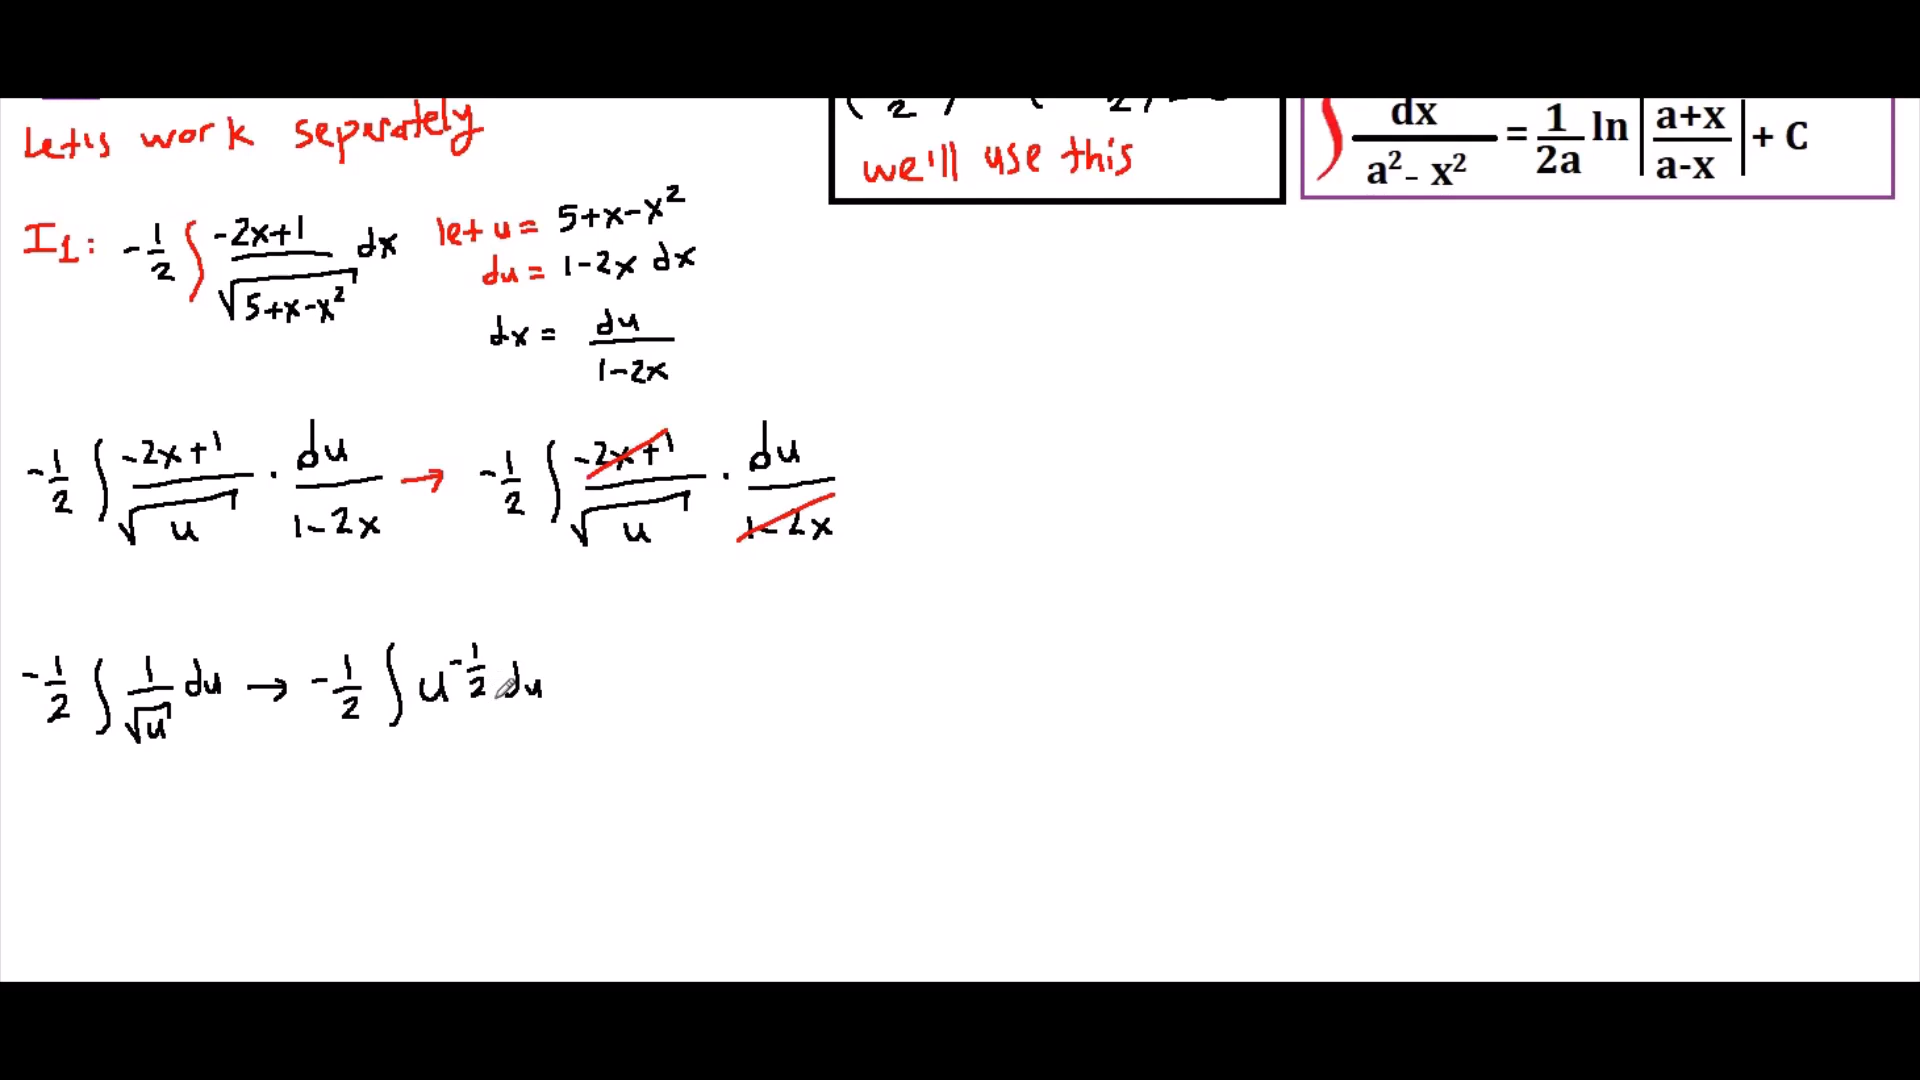 Let's work separately
I1: -1/2 ∫ -2x+1 / √(5+x-x²) dx
let u = 5+x-x²
du = 1-2x dx
dx = du / 1-2x
-1/2 ∫ -2x+1 / √u · du / 1-2x → -1/2 ∫ -2x+1 / √u · du / 1-2x
-1/2 ∫ 1/√u du → -1/2 ∫ u^-1/2 du
we'll use this
∫ dx / a²- x² = 1/2a ln |a+x / a-x| + C